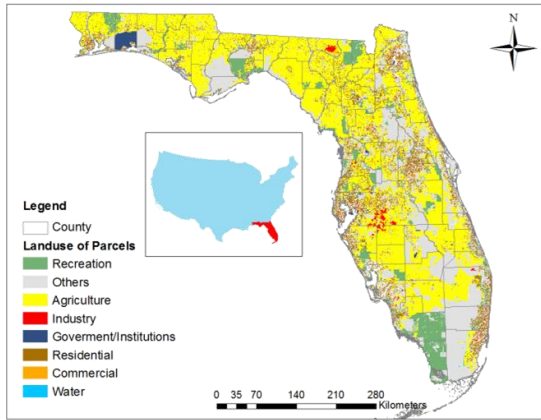 N
Legend
County
Landuse of Parcels
Recreation
Others
Agriculture
Industry
Goverment/Institutions
Residential
Commercial
Water
0 35 70 140 210 280
Kilometers